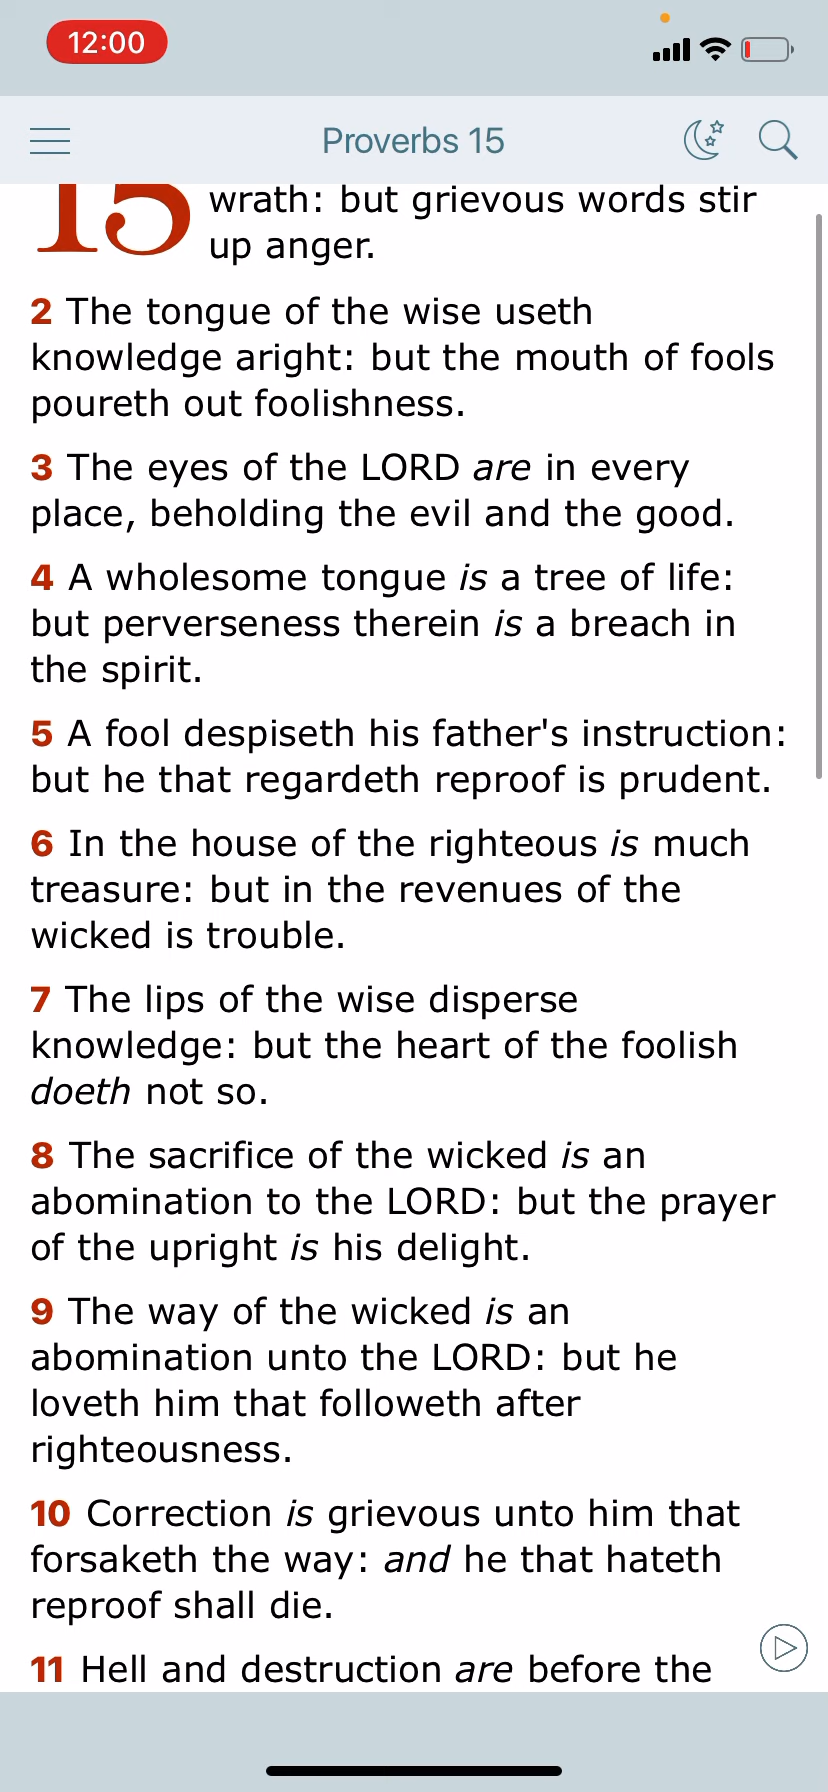 12:00
Proverbs 15
15 wrath: but grievous words stir
up anger.
2 The tongue of the wise useth
knowledge aright: but the mouth of fools
poureth out foolishness.
3 The eyes of the LORD are in every
place, beholding the evil and the good.
4 A wholesome tongue is a tree of life:
but perverseness therein is a breach in
the spirit.
5 A fool despiseth his father's instruction:
but he that regardeth reproof is prudent.
6 In the house of the righteous is much
treasure: but in the revenues of the
wicked is trouble.
7 The lips of the wise disperse
knowledge: but the heart of the foolish
doeth not so.
8 The sacrifice of the wicked is an
abomination to the LORD: but the prayer
of the upright is his delight.
9 The way of the wicked is an
abomination unto the LORD: but he
loveth him that followeth after
righteousness.
10 Correction is grievous unto him that
forsaketh the way: and he that hateth
reproof shall die.
11 Hell and destruction are before the